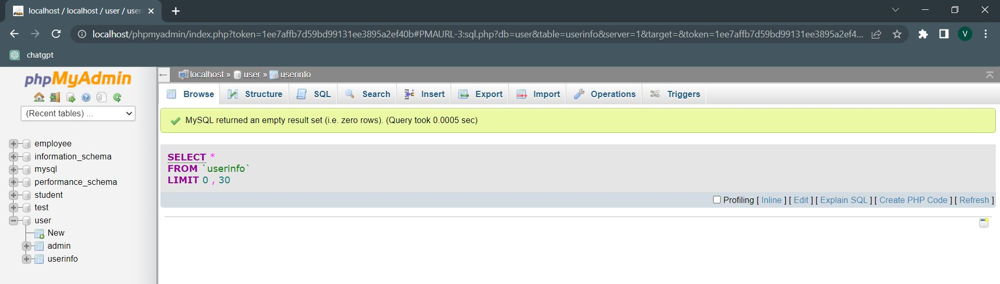 localhost / localhost / user / user
localhost/phpmyadmin/index.php?token=1ee7affb7d59bd99131ee3895a2ef40b#PMAURL-3:sql.php?db=user&table=userinfo&server=1&target=&token=1ee7affb7d59bd99131ee3895a2ef4...
V
chatgpt
phpMyAdmin
localhost » user » userinfo
Browse Structure SQL Search Insert Export Import Operations Triggers
(Recent tables) ...
MySQL returned an empty result set (i.e. zero rows). (Query took 0.0005 sec)
employee
information_schema
mysql
performance_schema
student
test
user
New
admin
userinfo
SELECT *
FROM `userinfo`
LIMIT 0 , 30
Profiling [ Inline ] [ Edit ] [ Explain SQL ] [ Create PHP Code ] [ Refresh ]